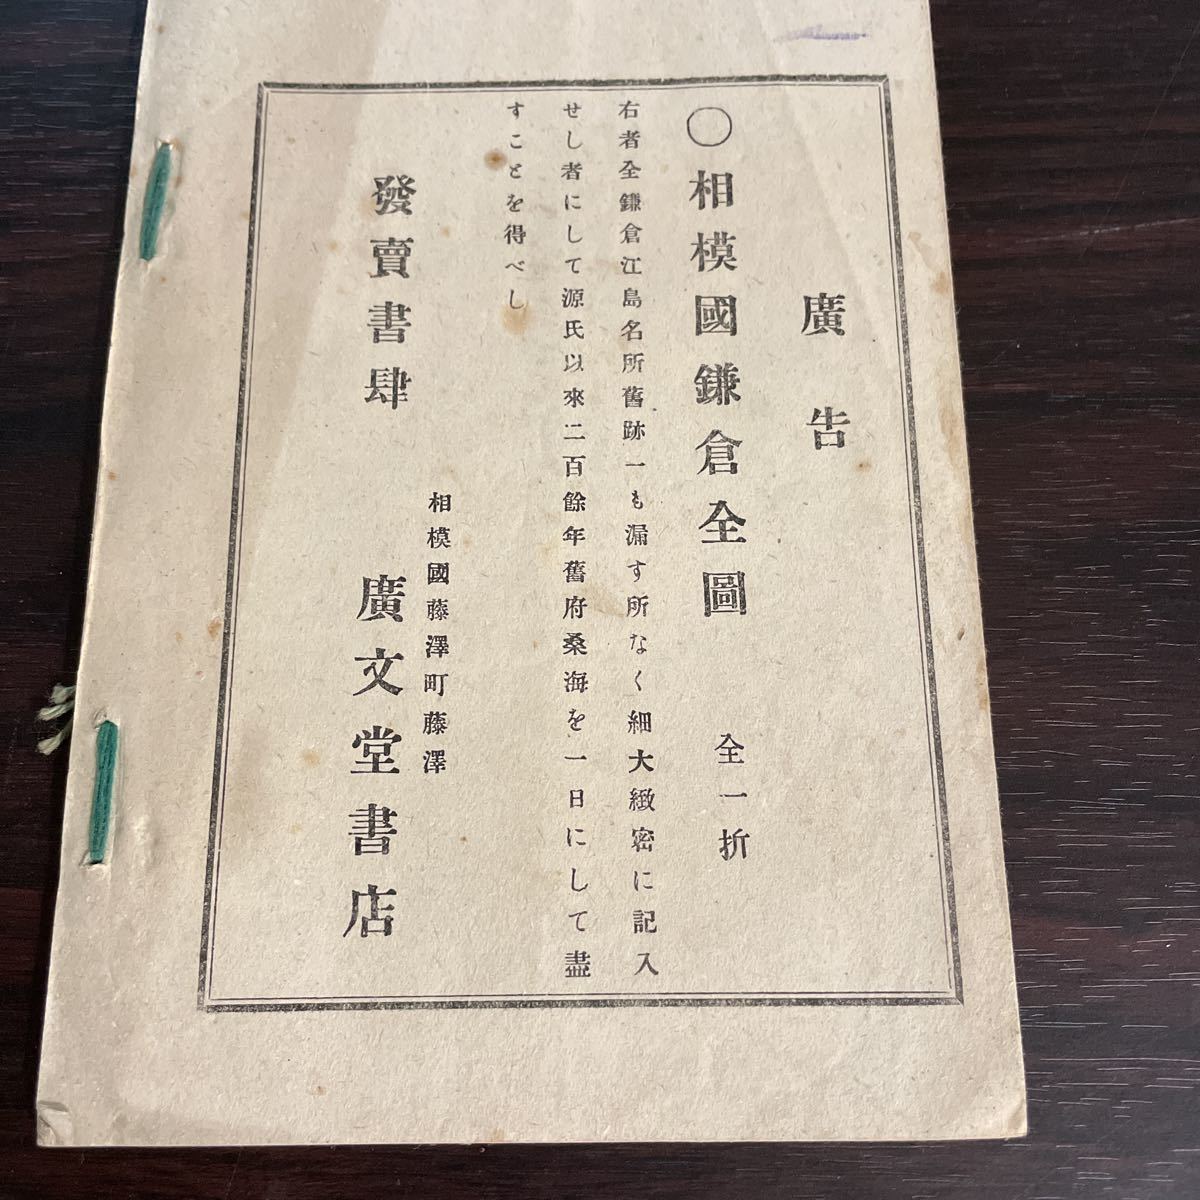 廣告
〇相模國鎌倉全圖 全一折
右者全鎌倉江島名所舊跡一も漏す所なく細大緻密に記入
せし者にして源氏以來二百餘年舊府桑海を一日にして盡
すことを得べし
相模國藤澤町藤澤
發賣書肆 廣文堂書店